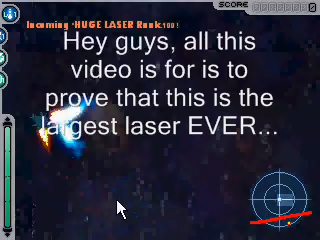 SCORE 0
Incoming *HUGE LASER Rank.100!
Hey guys, all this
video is for is to
prove that this is the
largest laser EVER...